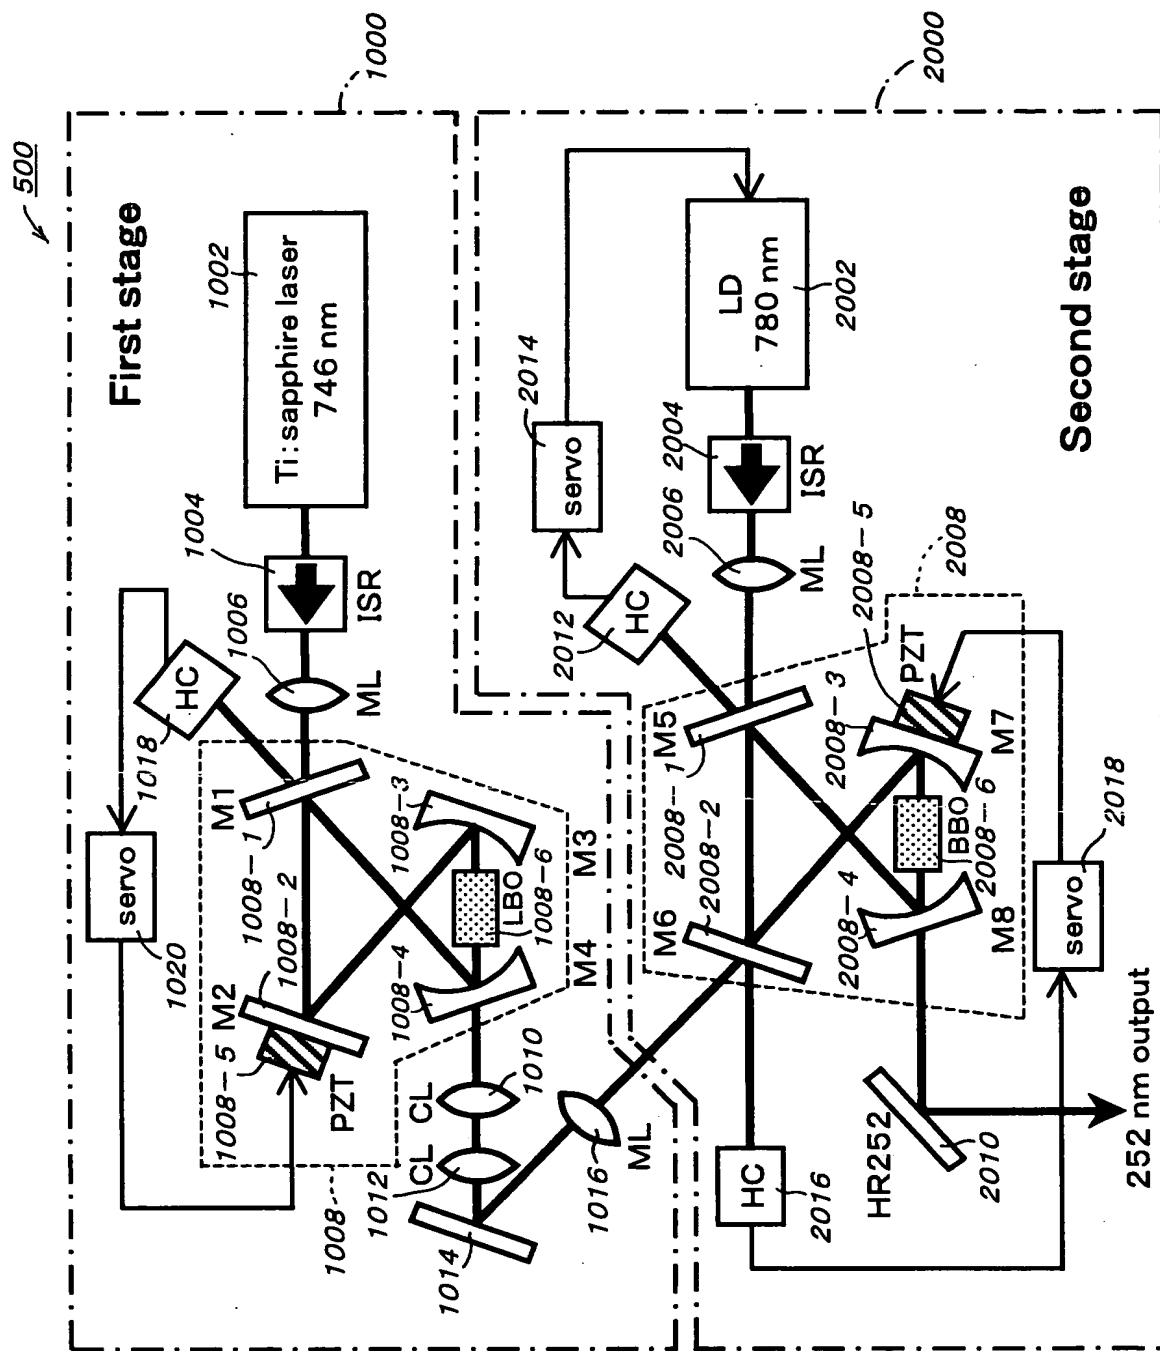 500
First stage
1000
1002
Ti:sapphire laser
746 nm
1004
ISR
1006
ML
HC
1018
servo
1020
M1
1008-1
M2
1008-2
1008-5
PZT
1008-3
M3
LBO
1008-6
1008-4
M4
1008
CL
1010
CL
1012
1014
1016
ML
Second stage
2000
LD
780 nm
2002
2004
ISR
2006
ML
servo
2014
HC
2012
M5
2008-1
M6
2008-2
2008
2008-5
PZT
2008-3
M7
BBO
2008-6
2008-4
M8
servo
2018
HC
2016
HR252
2010
252 nm output